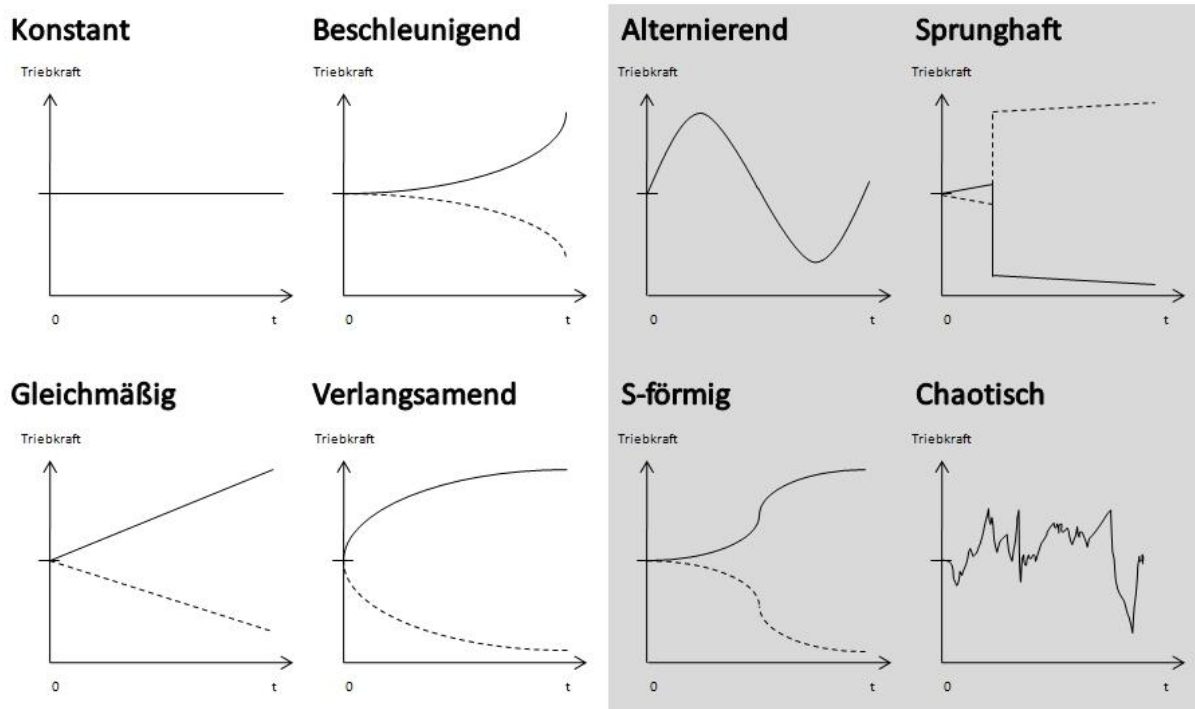 Konstant
Beschleunigend
Alternierend
Sprunghaft
Triebkraft
Triebkraft
Triebkraft
Triebkraft
0 t
0 t
0 t
0 t
Gleichmäßig
Verlangsamend
S-förmig
Chaotisch
Triebkraft
Triebkraft
Triebkraft
Triebkraft
0 t
0 t
0 t
0 t